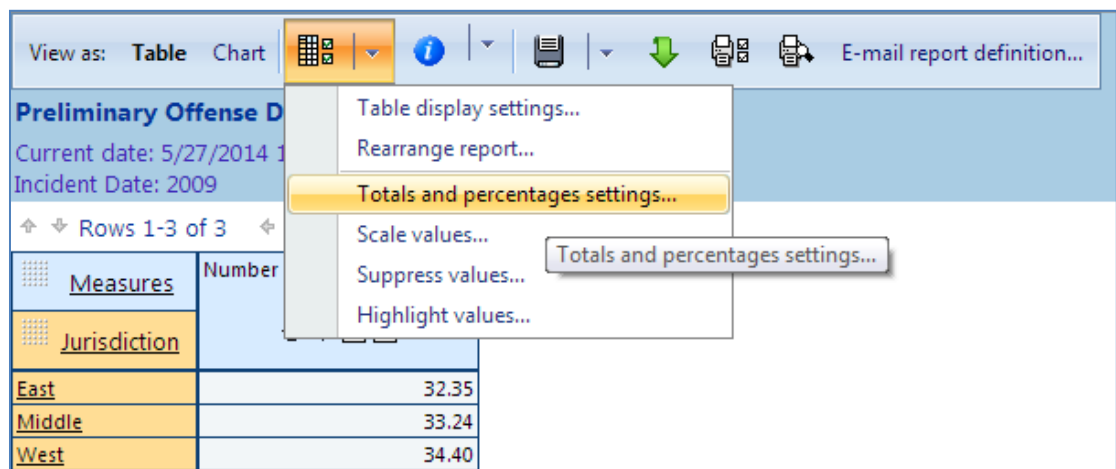 View as: Table Chart E-mail report definition...
Preliminary Offense D
Table display settings...
Current date: 5/27/2014 1
Rearrange report...
Incident Date: 2009
Totals and percentages settings...
Rows 1-3 of 3
Scale values...
Totals and percentages settings...
Measures
Number
Suppress values...
Highlight values...
Jurisdiction
East 32.35
Middle 33.24
West 34.40